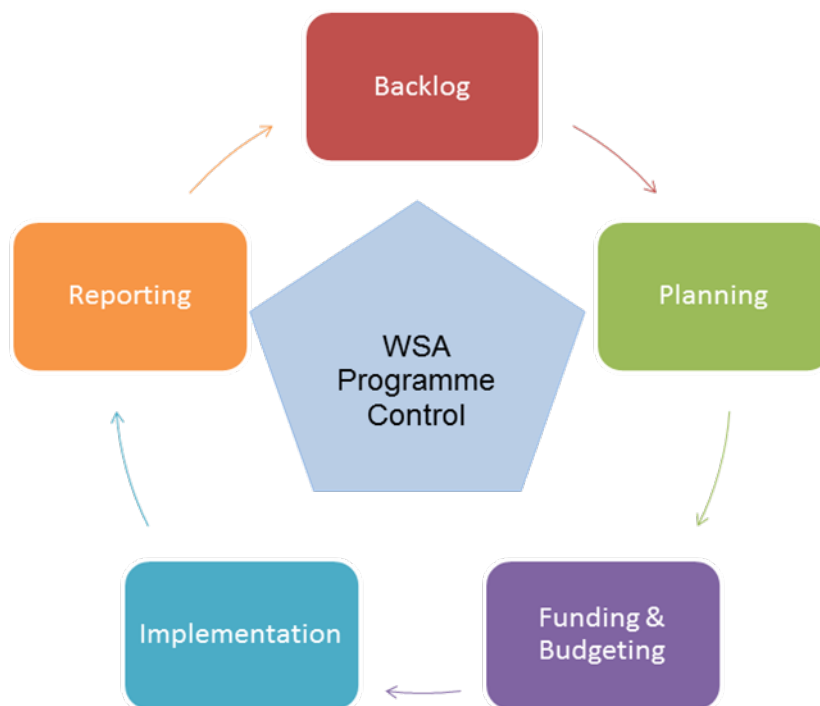 Backlog
Reporting
Planning
WSA
Programme
Control
Implementation
Funding &
Budgeting